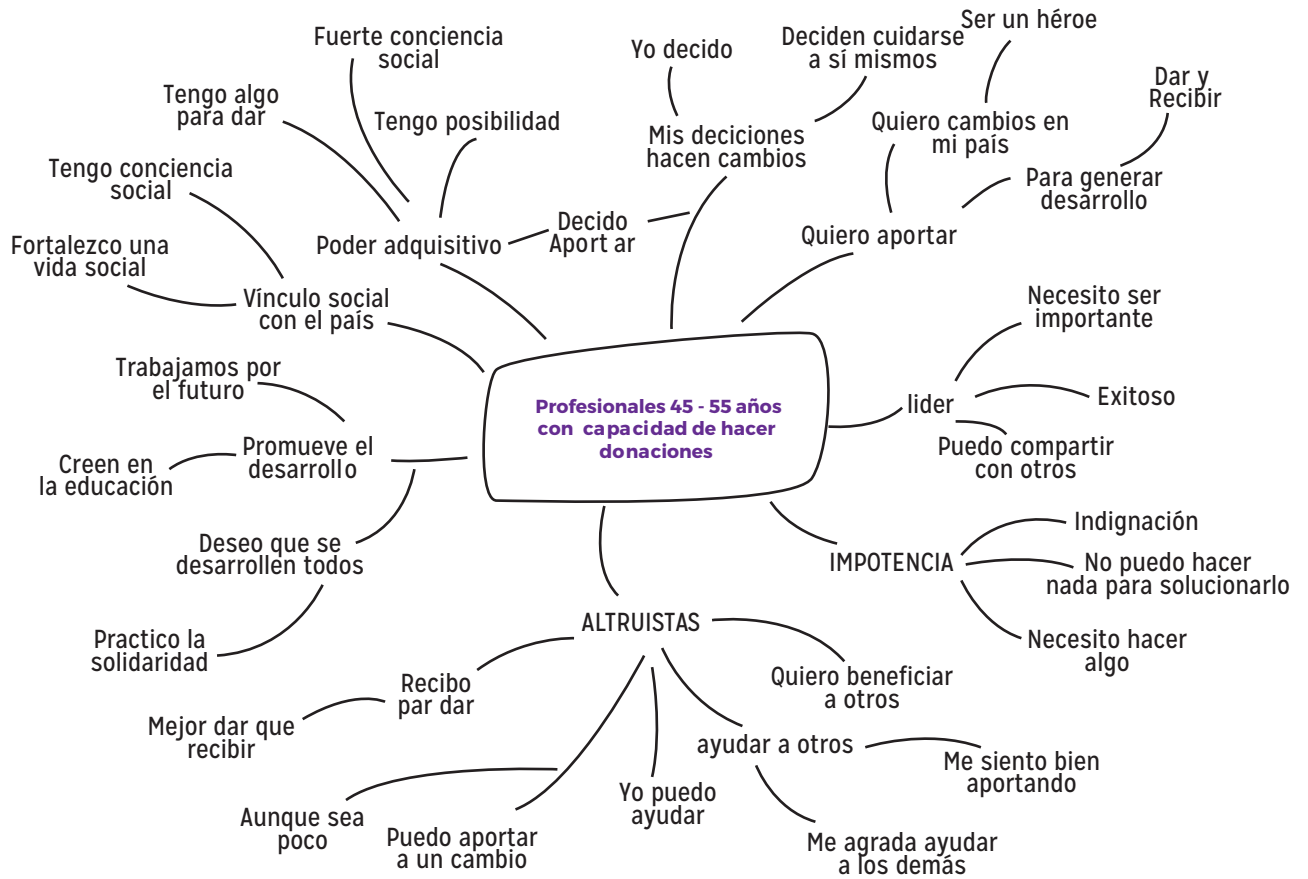 Fuerte conciencia
social
Tengo algo
para dar
Tengo posibilidad
Tengo conciencia
social
Fortalezco una
vida social
Poder adquisitivo
Vínculo social
con el país
Decido
Aport ar
Yo decido
Deciden cuidarse
a sí mismos
Mis deciciones
hacen cambios
Ser un héroe
Quiero cambios en
mi país
Dar y
Recibir
Para generar
desarrollo
Quiero aportar
Profesionales 45 - 55 años
con capacidad de hacer
donaciones
Necesito ser
importante
lider
Exitoso
Puedo compartir
con otros
Trabajamos por
el futuro
Promueve el
desarrollo
Creen en
la educación
Deseo que se
desarrollen todos
Practico la
solidaridad
IMPOTENCIA
Indignación
No puedo hacer
nada para solucionarlo
Necesito hacer
algo
ALTRUISTAS
Recibo
par dar
Mejor dar que
recibir
Aunque sea
poco
Puedo aportar
a un cambio
Yo puedo
ayudar
ayudar a otros
Quiero beneficiar
a otros
Me siento bien
aportando
Me agrada ayudar
a los demás